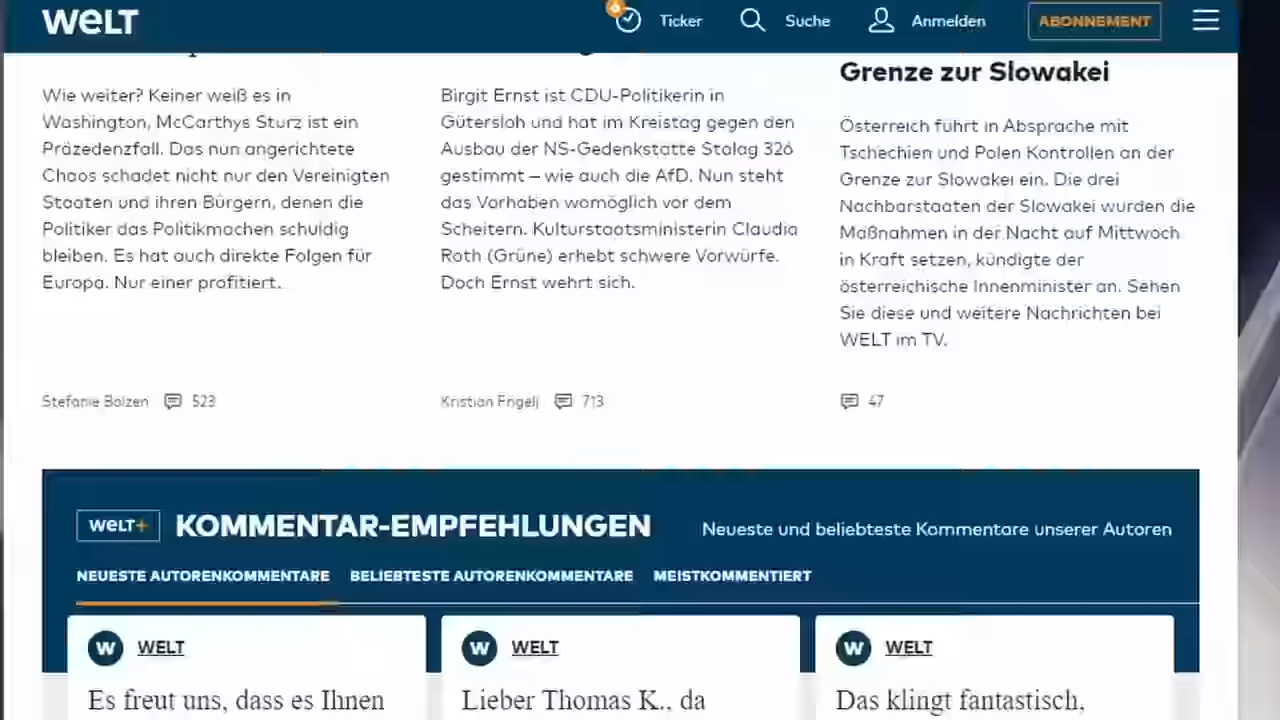 WELT
Ticker
Suche
Anmelden
ABONNEMENT
Wie weiter? Keiner weiß es in
Washington, McCarthys Sturz ist ein
Präzedenzfall. Das nun angerichtete
Chaos schadet nicht nur den Vereinigten
Staaten und ihren Bürgern, denen die
Politiker das Politikmachen schuldig
bleiben. Es hat auch direkte Folgen für
Europa. Nur einer profitiert.
Stefanie Bolzen 523
Birgit Ernst ist CDU-Politikerin in
Gütersloh und hat im Kreistag gegen den
Ausbau der NS-Gedenkstätte Stalag 326
gestimmt – wie auch die AfD. Nun steht
das Vorhaben womöglich vor dem
Scheitern. Kulturstaatsministerin Claudia
Roth (Grüne) erhebt schwere Vorwürfe.
Doch Ernst wehrt sich.
Kristian 713
Grenze zur Slowakei
Österreich führt in Absprache mit
Tschechien und Polen Kontrollen an der
Grenze zur Slowakei ein. Die drei
Nachbarstaaten der Slowakei würden die
Maßnahmen in der Nacht auf Mittwoch
in Kraft setzen, kündigte der
österreichische Innenminister an. Sehen
Sie diese und weitere Nachrichten bei
WELT im TV.
47
WELT+
KOMMENTAR-EMPFEHLUNGEN
Neueste und beliebteste Kommentare unserer Autoren
NEUESTE AUTORENKOMMENTARE
BELIEBTESTE AUTORENKOMMENTARE
MEISTKOMMENTIERT
W WELT
Es freut uns, dass es Ihnen
W WELT
Lieber Thomas K., da
W WELT
Das klingt fantastisch,